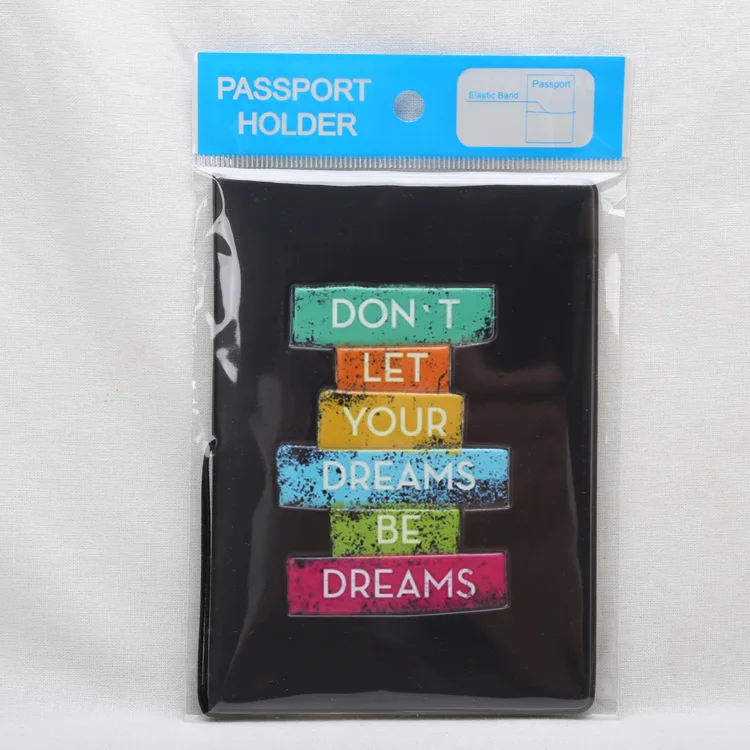 PASSPORT
HOLDER
Passport
Elastic Band
DON'T
LET
YOUR
DREAMS
BE
DREAMS